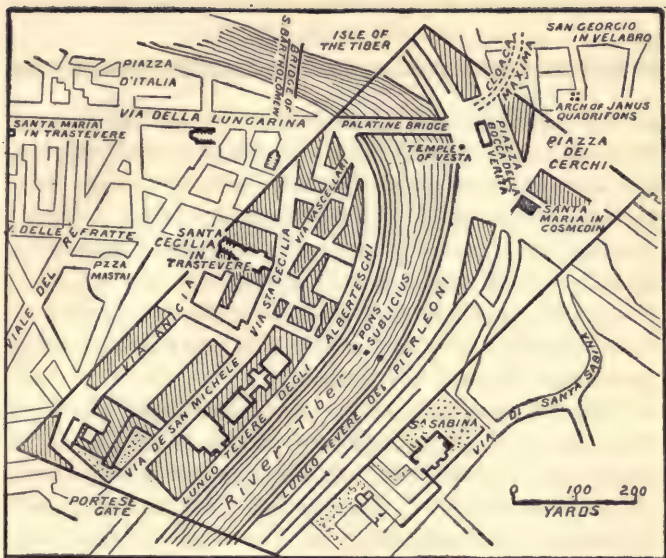 ISLE OF
THE TIBER
SAN GEORGIO
IN VELABRO
CLOACA
MAXIMA
BRIDGE OF
S. BARTHOLOMEW
PIAZZA
D'ITALIA
VIA DELLA LUNGARINA
ARCH OF JANUS
QUADRIFONS
SANTA MARIA
IN TRASTEVERE
PALATINE BRIDGE
TEMPLE
OF VESTA
PIAZZA DELLA
BOCCA DELLA
VERITA
PIAZZA
DEI
CERCHI
SANTA
MARIA IN
COSMEDIN
V. DELLE
FRATTE
SANTA
CECILIA
IN
TRASTEVERE
VIA VASCELLARI
VIA STA CECILIA
PZZA
MASTAI
VIALE DEL RE
VIA ANICIA
PONS
SUBLICIUS
LUNGO TEVERE DEGLI ALBERTESCHI
VIA DE SAN MICHELE
River Tiber
LUNGO TEVERE DEI PIERLEONI
VIA DI SANTA SABINA
Sa SABINA
PORTESE
GATE
0 100 200
YARDS